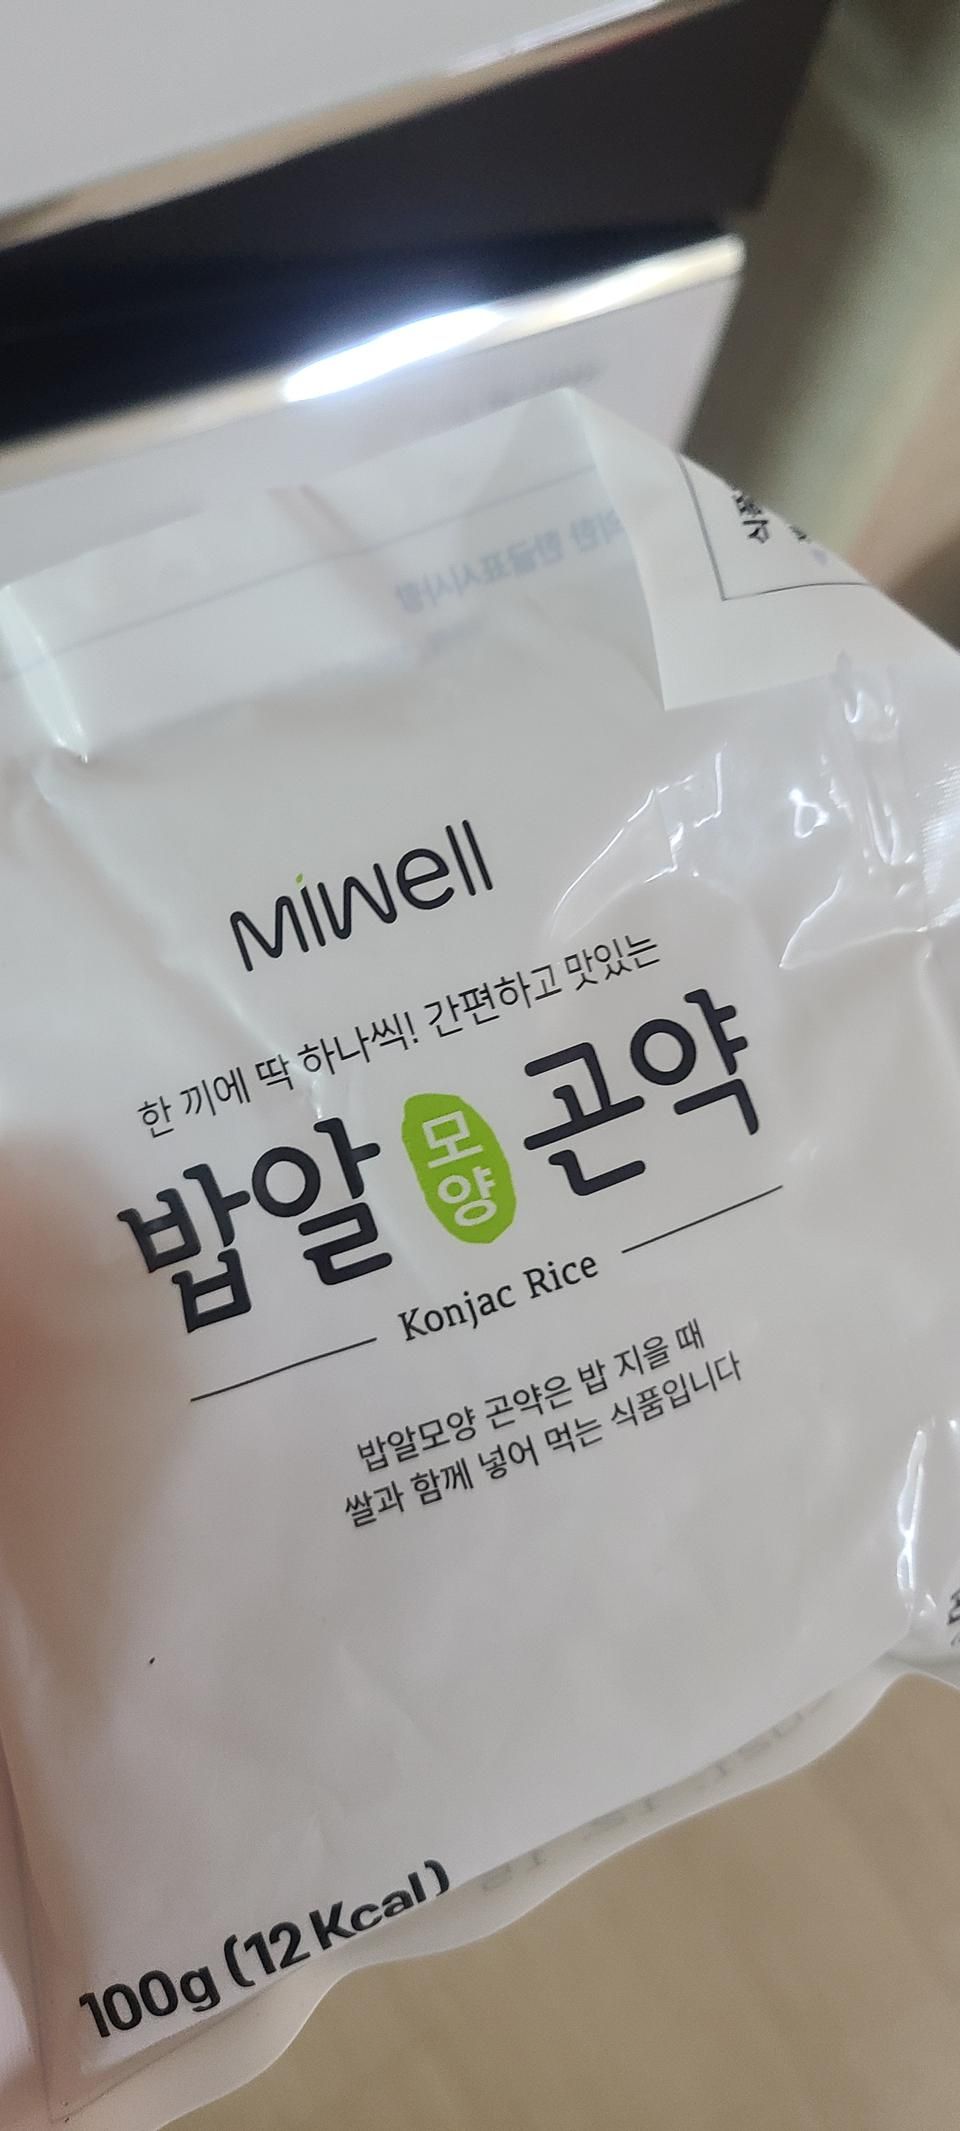 Miwell
한 끼에 딱 하나씩! 간편하고 맛있는
밥알 모양 곤약
Konjac Rice
밥알모양 곤약은 밥 지을 때
쌀과 함께 넣어 먹는 식품입니다
100g (12 Kcal)